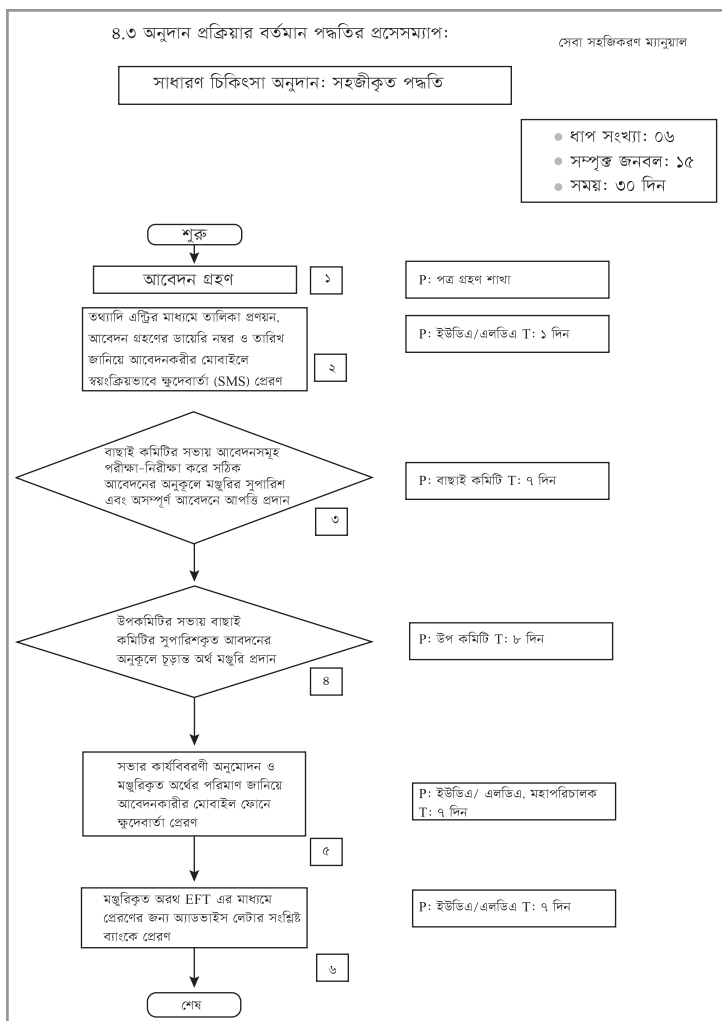 ৪.৩ অনুদান প্রক্রিয়ার বর্তমান পদ্ধতির প্রসেসম্যাপ:
সেবা সহজিকরণ ম্যানুয়াল
সাধারণ চিকিৎসা অনুদান: সহজীকৃত পদ্ধতি
ধাপ সংখ্যা: ০৬
সম্পৃক্ত জনবল: ১৫
সময়: ৩০ দিন
শুরু
আবেদন গ্রহণ
১
P: পত্র গ্রহণ শাখা
তথ্যাদি এন্ট্রির মাধ্যমে তালিকা প্রণয়ন,
আবেদন গ্রহণের ডায়েরি নম্বর ও তারিখ
জানিয়ে আবেদনকরীর মোবাইলে
স্বয়ংক্রিয়ভাবে ক্ষুদেবার্তা (SMS) প্রেরণ
২
P: ইউডিএ/এলডিএ T: ১ দিন
বাছাই কমিটির সভায় আবেদনসমূহ
পরীক্ষা-নিরীক্ষা করে সঠিক
আবেদনের অনুকূলে মঞ্জুরির সুপারিশ
এবং অসম্পূর্ণ আবেদনে আপত্তি প্রদান
৩
P: বাছাই কমিটি T: ৭ দিন
উপকমিটির সভায় বাছাই
কমিটির সুপারিশকৃত আবদনের
অনুকূলে চূড়ান্ত অর্থ মঞ্জুরি প্রদান
৪
P: উপ কমিটি T: ৮ দিন
সভার কার্যবিবরণী অনুমোদন ও
মঞ্জুরিকৃত অর্থের পরিমাণ জানিয়ে
আবেদনকারীর মোবাইল ফোনে
ক্ষুদেবার্তা প্রেরণ
৫
P: ইউডিএ/ এলডিএ, মহাপরিচালক
T: ৭ দিন
মঞ্জুরিকৃত অরথ EFT এর মাধ্যমে
প্রেরণের জন্য অ্যাডভাইস লেটার সংশ্লিষ্ট
ব্যাংকে প্রেরণ
৬
P: ইউডিএ/এলডিএ T: ৭ দিন
শেষ